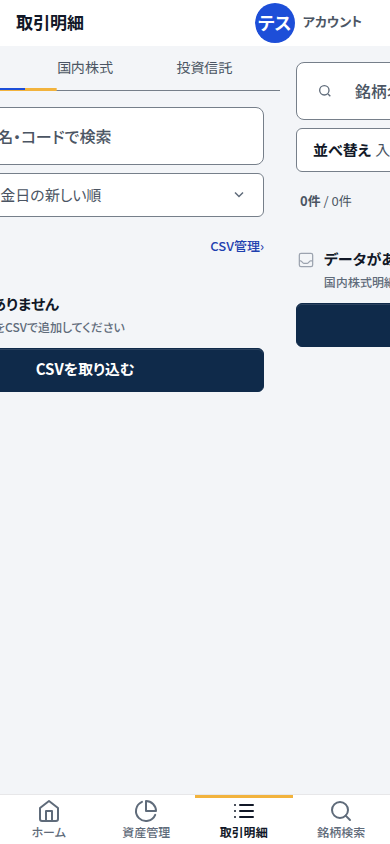 取引明細
テス アカウント
国内株式 投資信託
名・コードで検索
金日の新しい順
CSV管理›
ありません
をCSVで追加してください
CSVを取り込む
銘柄
並べ替え 入
0件 / 0件
データがあ
国内株式明
ホーム
資産管理
取引明細
銘柄検索